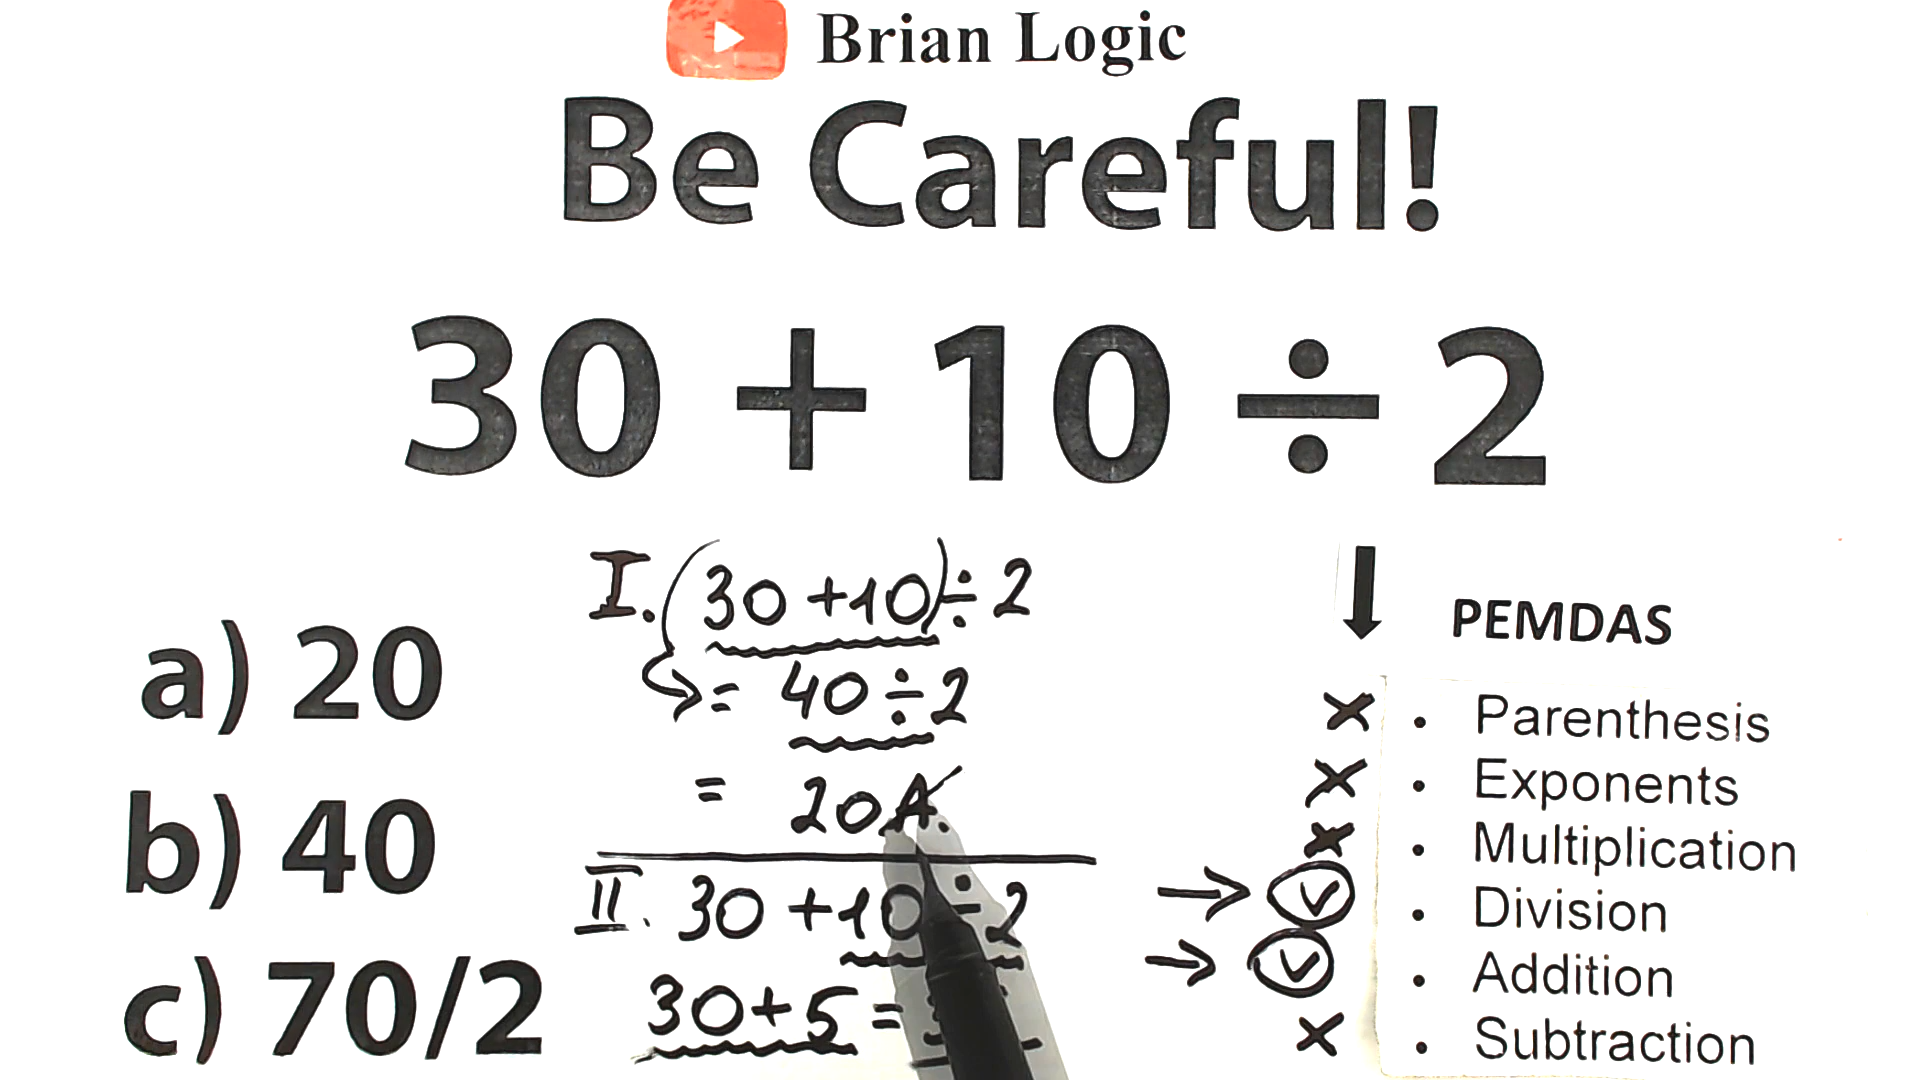 Brian Logic
Be Careful!
30 + 10 ÷ 2
a) 20
b) 40
c) 70/2
I. (30 + 10) ÷ 2
= 40 ÷ 2
= 20
II. 30 + 10 ÷ 2
30 + 5 =
PEMDAS
• Parenthesis
• Exponents
• Multiplication
• Division
• Addition
• Subtraction